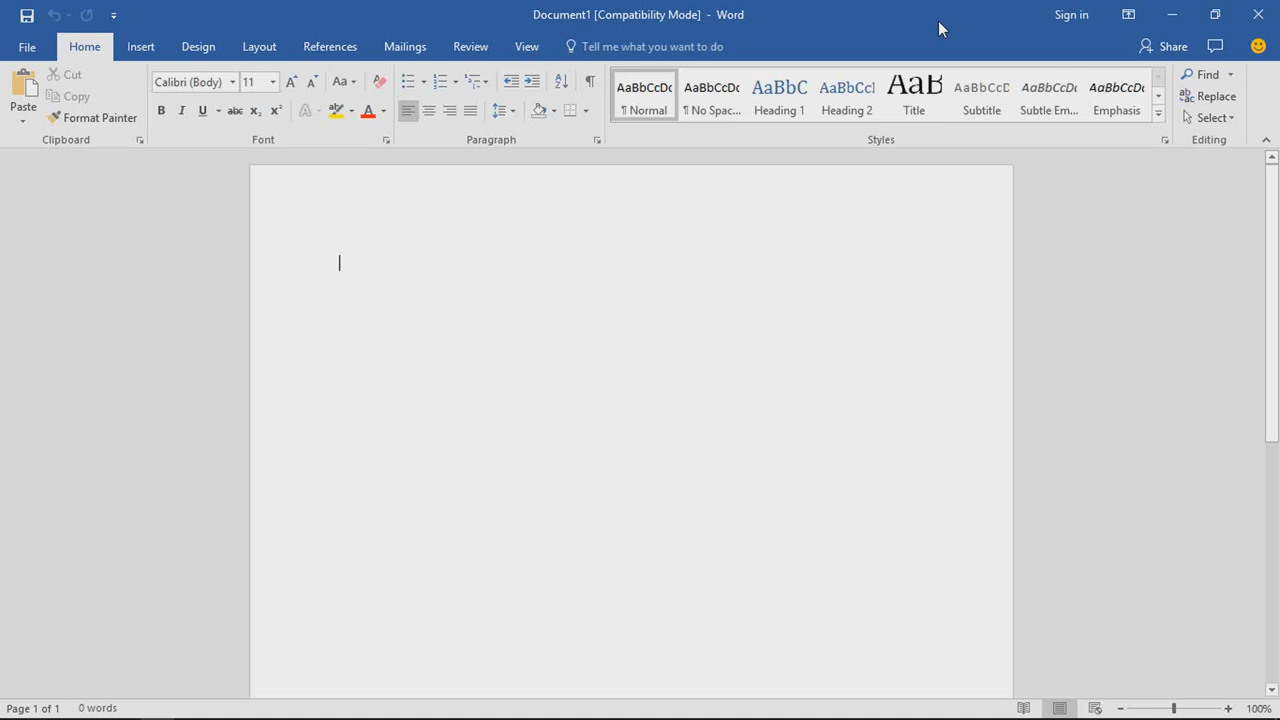 Document1 [Compatibility Mode] - Word
Sign in
File
Home
Insert
Design
Layout
References
Mailings
Review
View
Tell me what you want to do
Share
Paste
Cut
Copy
Format Painter
Clipboard
Calibri (Body)
11
Aa
B I U abc x₂ x²
A
A
Font
Paragraph
AaBbCcDc
¶ Normal
AaBbCcDc
¶ No Spac...
AaBbC
Heading 1
AaBbCcI
Heading 2
AaB
Title
AaBbCcD
Subtitle
AaBbCcDc
Subtle Em...
AaBbCcDc
Emphasis
Styles
Find
Replace
Select
Editing
Page 1 of 1
0 words
100%